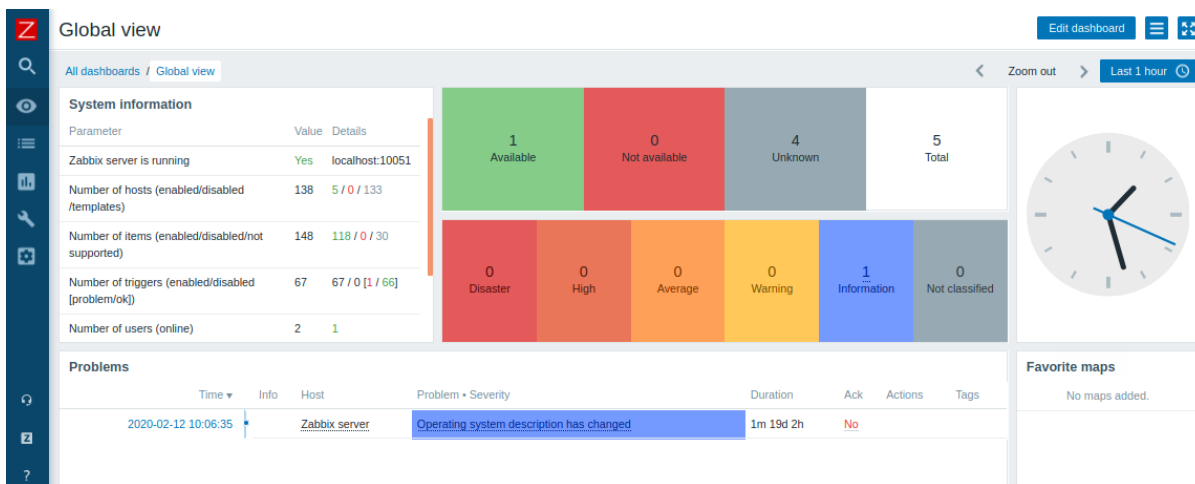 Z
Global view
Edit dashboard
All dashboards / Global view
Zoom out
Last 1 hour
System information
Parameter Value Details
Zabbix server is running Yes localhost:10051
Number of hosts (enabled/disabled
/templates) 138 5 / 0 / 133
Number of items (enabled/disabled/not
supported) 148 118 / 0 / 30
Number of triggers (enabled/disabled
[problem/ok]) 67 67 / 0 [1 / 66]
Number of users (online) 2 1
1
Available
0
Not available
4
Unknown
5
Total
0
Disaster
0
High
0
Average
0
Warning
1
Information
0
Not classified
Problems
Time Info Host Problem • Severity Duration Ack Actions Tags
2020-02-12 10:06:35 Zabbix server Operating system description has changed 1m 19d 2h No
Favorite maps
No maps added.
Z
?